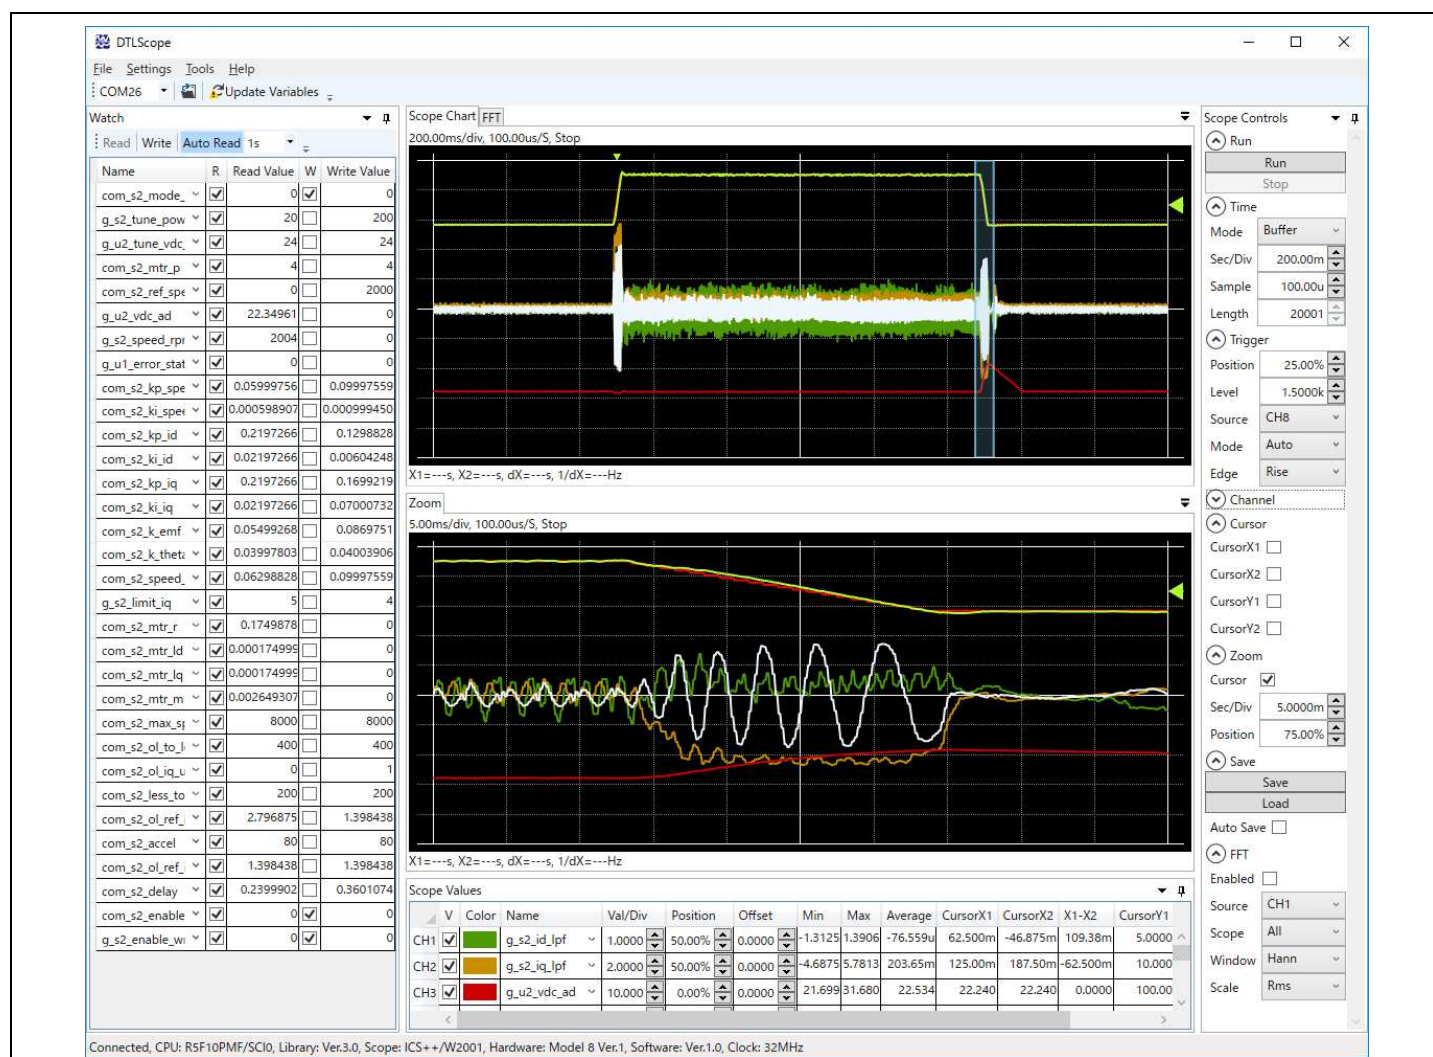 DTLScope
File Settings Tools Help
COM26 Update Variables
Watch
Read Write Auto Read 1s
Name R Read Value W Write Value
com_s2_mode_ 0 0
g_s2_tune_pow 20 200
g_u2_tune_vdc_ 24 24
com_s2_mtr_p 4 4
com_s2_ref_spe 0 2000
g_u2_vdc_ad 22.34961 0
g_s2_speed_rpr 2004 0
g_u1_error_stat 0 0
com_s2_kp_spe 0.05999756 0.09997559
com_s2_ki_spee 0.000598907 0.000999450
com_s2_kp_id 0.2197266 0.1298828
com_s2_ki_id 0.02197266 0.00604248
com_s2_kp_iq 0.2197266 0.1699219
com_s2_ki_iq 0.02197266 0.07000732
com_s2_k_emf 0.05499268 0.0869751
com_s2_k_theta 0.03997803 0.04003906
com_s2_speed_ 0.06298828 0.09997559
g_s2_limit_iq 5 4
com_s2_mtr_r 0.1749878 0
com_s2_mtr_ld 0.000174999 0
com_s2_mtr_lq 0.000174999 0
com_s2_mtr_m 0.002649307 0
com_s2_max_sp 8000 8000
com_s2_ol_to_l 400 400
com_s2_ol_iq_u 0 1
com_s2_less_to 200 200
com_s2_ol_ref_i 2.796875 1.398438
com_s2_accel 80 80
com_s2_ol_ref_i 1.398438 1.398438
com_s2_delay 0.2399902 0.3601074
com_s2_enable 0 0
g_s2_enable_wr 0 0
Scope Chart FFT
200.00ms/div, 100.00us/S, Stop
X1=---s, X2=---s, dX=---s, 1/dX=---Hz
Zoom
5.00ms/div, 100.00us/S, Stop
X1=---s, X2=---s, dX=---s, 1/dX=---Hz
Scope Values
V Color Name Val/Div Position Offset Min Max Average CursorX1 CursorX2 X1-X2 CursorY1
CH1 g_s2_id_lpf 1.0000 50.00% 0.0000 -1.3125 1.3906 -76.559u 62.500m -46.875m 109.38m 5.0000
CH2 g_s2_iq_lpf 2.0000 50.00% 0.0000 -4.6875 5.7813 203.65m 125.00m 187.50m -62.500m 10.000
CH3 g_u2_vdc_ad 10.000 0.00% 0.0000 21.699 31.680 22.534 22.240 22.240 0.0000 100.00
Scope Controls
Run
Run
Stop
Time
Mode Buffer
Sec/Div 200.00m
Sample 100.00u
Length 20001
Trigger
Position 25.00%
Level 1.5000k
Source CH8
Mode Auto
Edge Rise
Channel
Cursor
CursorX1
CursorX2
CursorY1
CursorY2
Zoom
Cursor
Sec/Div 5.0000m
Position 75.00%
Save
Save
Load
Auto Save
FFT
Enabled
Source CH1
Scope All
Window Hann
Scale Rms
Connected, CPU: R5F10PMF/SCI0, Library: Ver.3.0, Scope: ICS++/W2001, Hardware: Model 8 Ver.1, Software: Ver.1.0, Clock: 32MHz